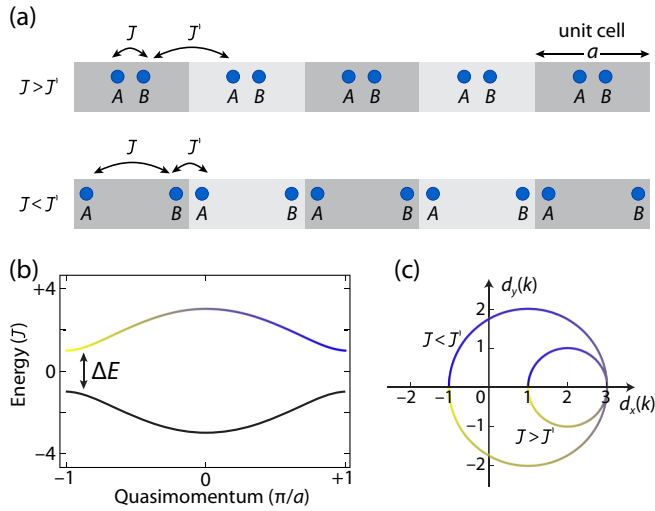 (a)
J J' unit cell
a
J > J'
A B A B A B A B A B
J J'
J < J'
A B A B A B A B A B
(b)
+4
0
−4
Energy (J)
ΔE
−1 0 +1
Quasimomentum (π/a)
(c)
d_y(k)
2
1
0
−1
−2
−2 −1 0 1 2 3
d_x(k)
J < J'
J > J'